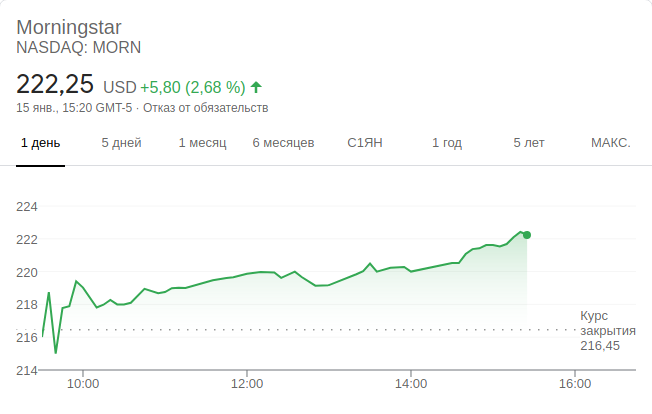 Morningstar
NASDAQ: MORN
222,25 USD +5,80 (2,68 %)
15 янв., 15:20 GMT-5 · Отказ от обязательств
1 день 5 дней 1 месяц 6 месяцев С1ЯН 1 год 5 лет МАКС.
224
222
220
218
216
214
Курс
закрытия
216,45
10:00 12:00 14:00 16:00